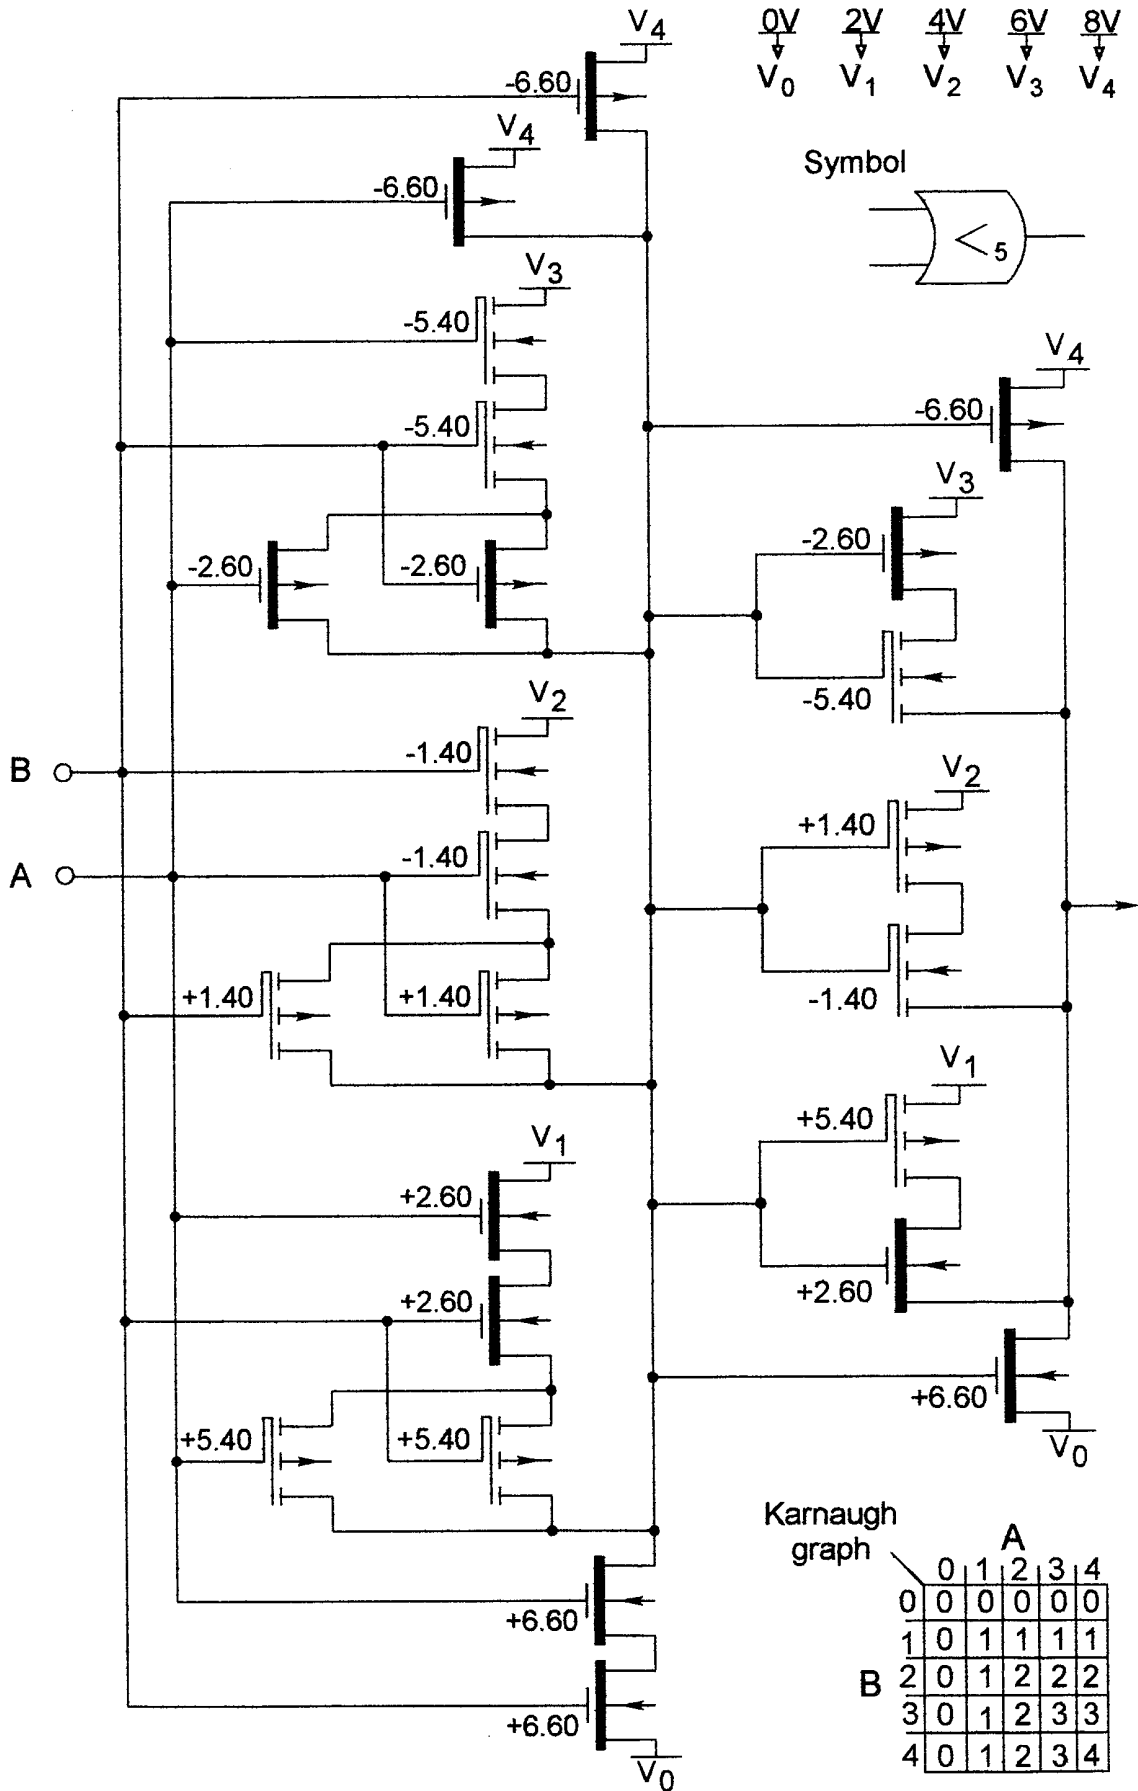 V4
0V 2V 4V 6V 8V
V0 V1 V2 V3 V4
-6.60
V4
-6.60
Symbol
<5
V3
-5.40
-5.40
-2.60
-2.60
V4
-6.60
V3
-2.60
-5.40
V2
-1.40
B
-1.40
A
+1.40
+1.40
V2
+1.40
-1.40
V1
+5.40
+2.60
V1
+2.60
+2.60
+5.40
+5.40
+6.60
V0
+6.60
+6.60
V0
Karnaugh
graph
A
0 1 2 3 4
0 0 0 0 0 0
1 0 1 1 1 1
B
2 0 1 2 2 2
3 0 1 2 3 3
4 0 1 2 3 4